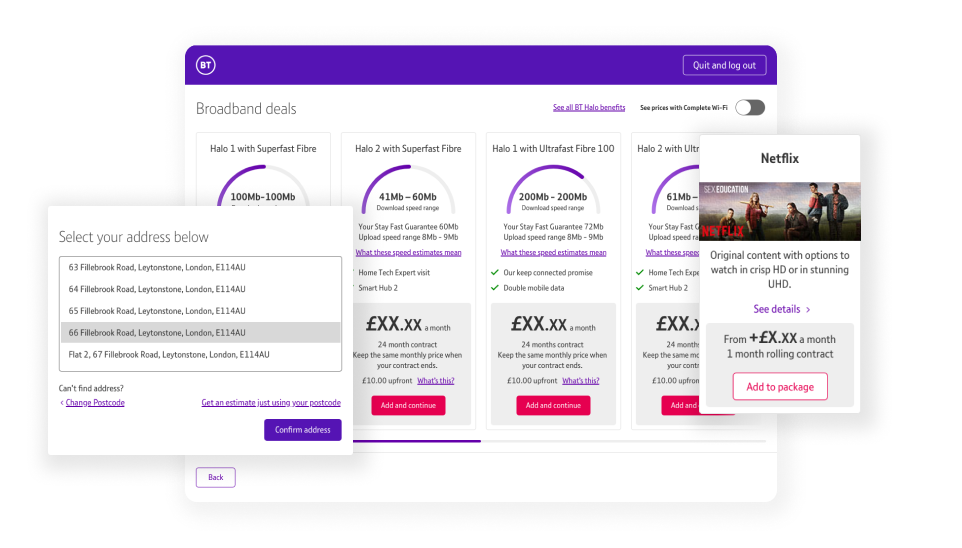 BT
Quit and log out
Broadband deals
See all BT Halo benefits
See prices with Complete Wi-Fi
Halo 1 with Superfast Fibre
100Mb-100Mb
Halo 2 with Superfast Fibre
41Mb – 60Mb
Download speed range
Your Stay Fast Guarantee 60Mb
Upload speed range 8Mb - 9Mb
What these speed estimates mean
Home Tech Expert visit
Smart Hub 2
£XX.XX a month
24 month contract
Keep the same monthly price when
your contract ends.
£10.00 upfront What's this?
Add and continue
Halo 1 with Ultrafast Fibre 100
200Mb - 200Mb
Download speed range
Your Stay Fast Guarantee 72Mb
Upload speed range 8Mb - 9Mb
What these speed estimates mean
Our keep connected promise
Double mobile data
£XX.XX a month
24 months contract
Keep the same monthly price when
your contract ends.
£10.00 upfront What's this?
Add and continue
Halo 2 with Ultr
61Mb –
Download speed
Your Stay Fast G
Upload speed ra
What these spee
Home Tech Expe
Smart Hub 2
£XX.
24 month
Keep the same mo
your contr
£10.00 upfront
Add and
Back
Select your address below
63 Fillebrook Road, Leytonstone, London, E114AU
64 Fillebrook Road, Leytonstone, London, E114AU
65 Fillebrook Road, Leytonstone, London, E114AU
66 Fillebrook Road, Leytonstone, London, E114AU
Flat 2, 67 Fillebrook Road, Leytonstone, London, E114AU
Can't find address?
< Change Postcode
Get an estimate just using your postcode
Confirm address
Netflix
SEX EDUCATION
NETFLIX
Original content with options to
watch in crisp HD or in stunning
UHD.
See details >
From +£X.XX a month
1 month rolling contract
Add to package